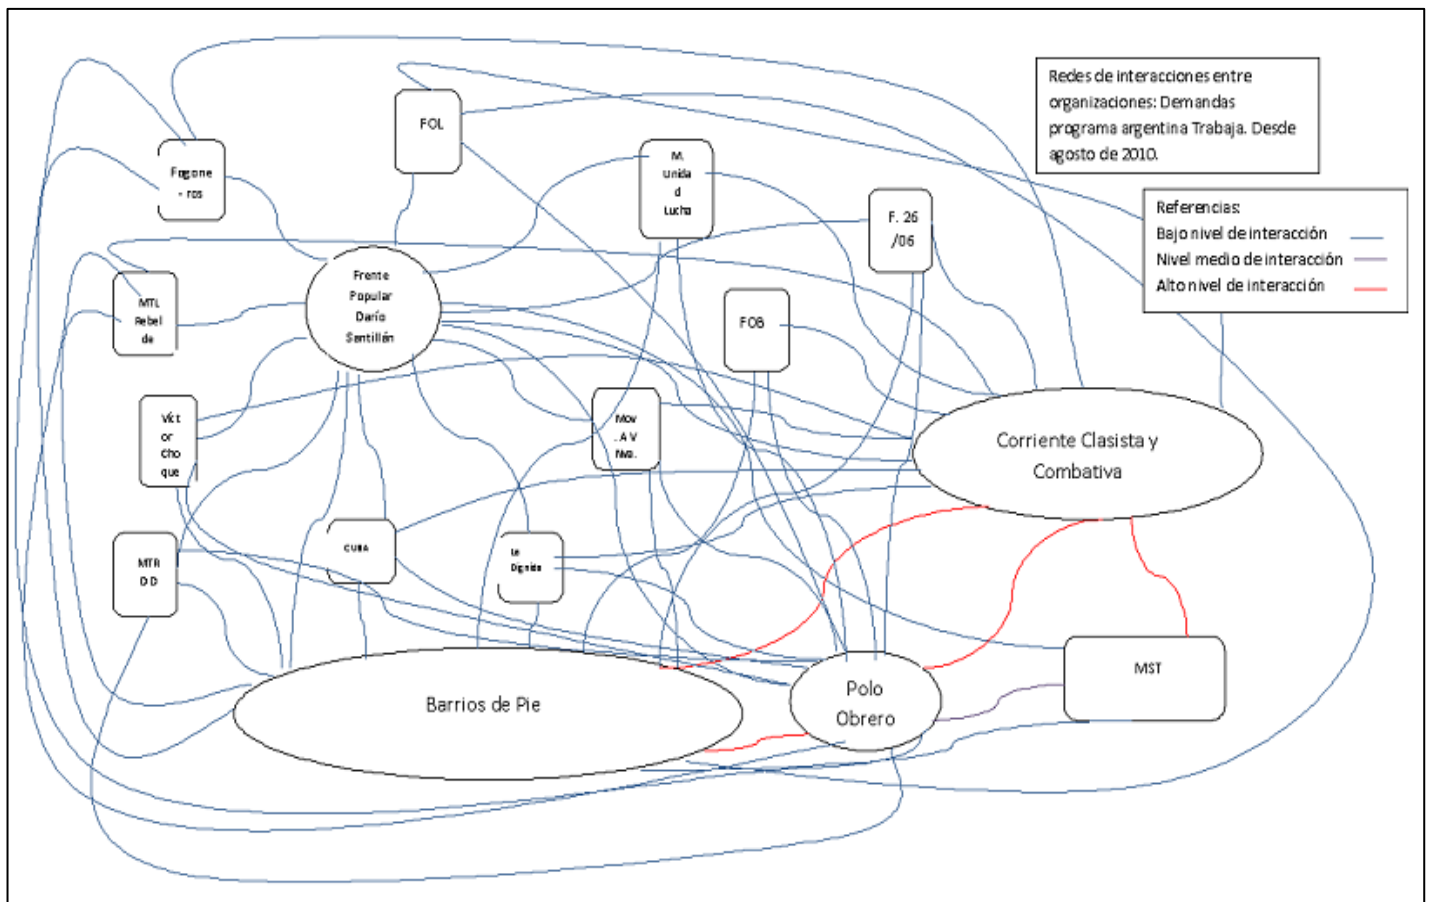 Redes de interacciones entre
organizaciones: Demandas
programa argentina Trabaja. Desde
agosto de 2010.
Referencias:
Bajo nivel de interacción
Nivel medio de interacción
Alto nivel de interacción
FOL
Fogone
- ros
M.
Unida
d
Lucha
F. 26
/06
Frente
Popular
Darío
Santillán
MTL
Rebel
de
FOB
Víct
or
Cho
que
Mov
. A V
Nva.
Corriente Clasista y
Combativa
MTR
D D
CUBA
La
Dignida
MST
Barrios de Pie
Polo
Obrero